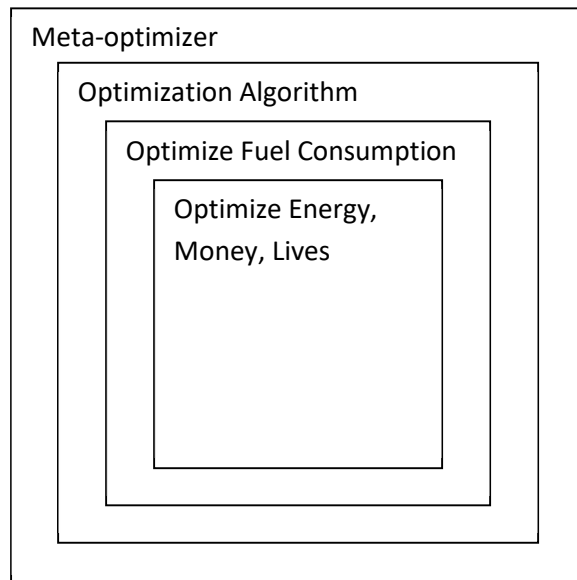 Meta-optimizer
Optimization Algorithm
Optimize Fuel Consumption
Optimize Energy,
Money, Lives